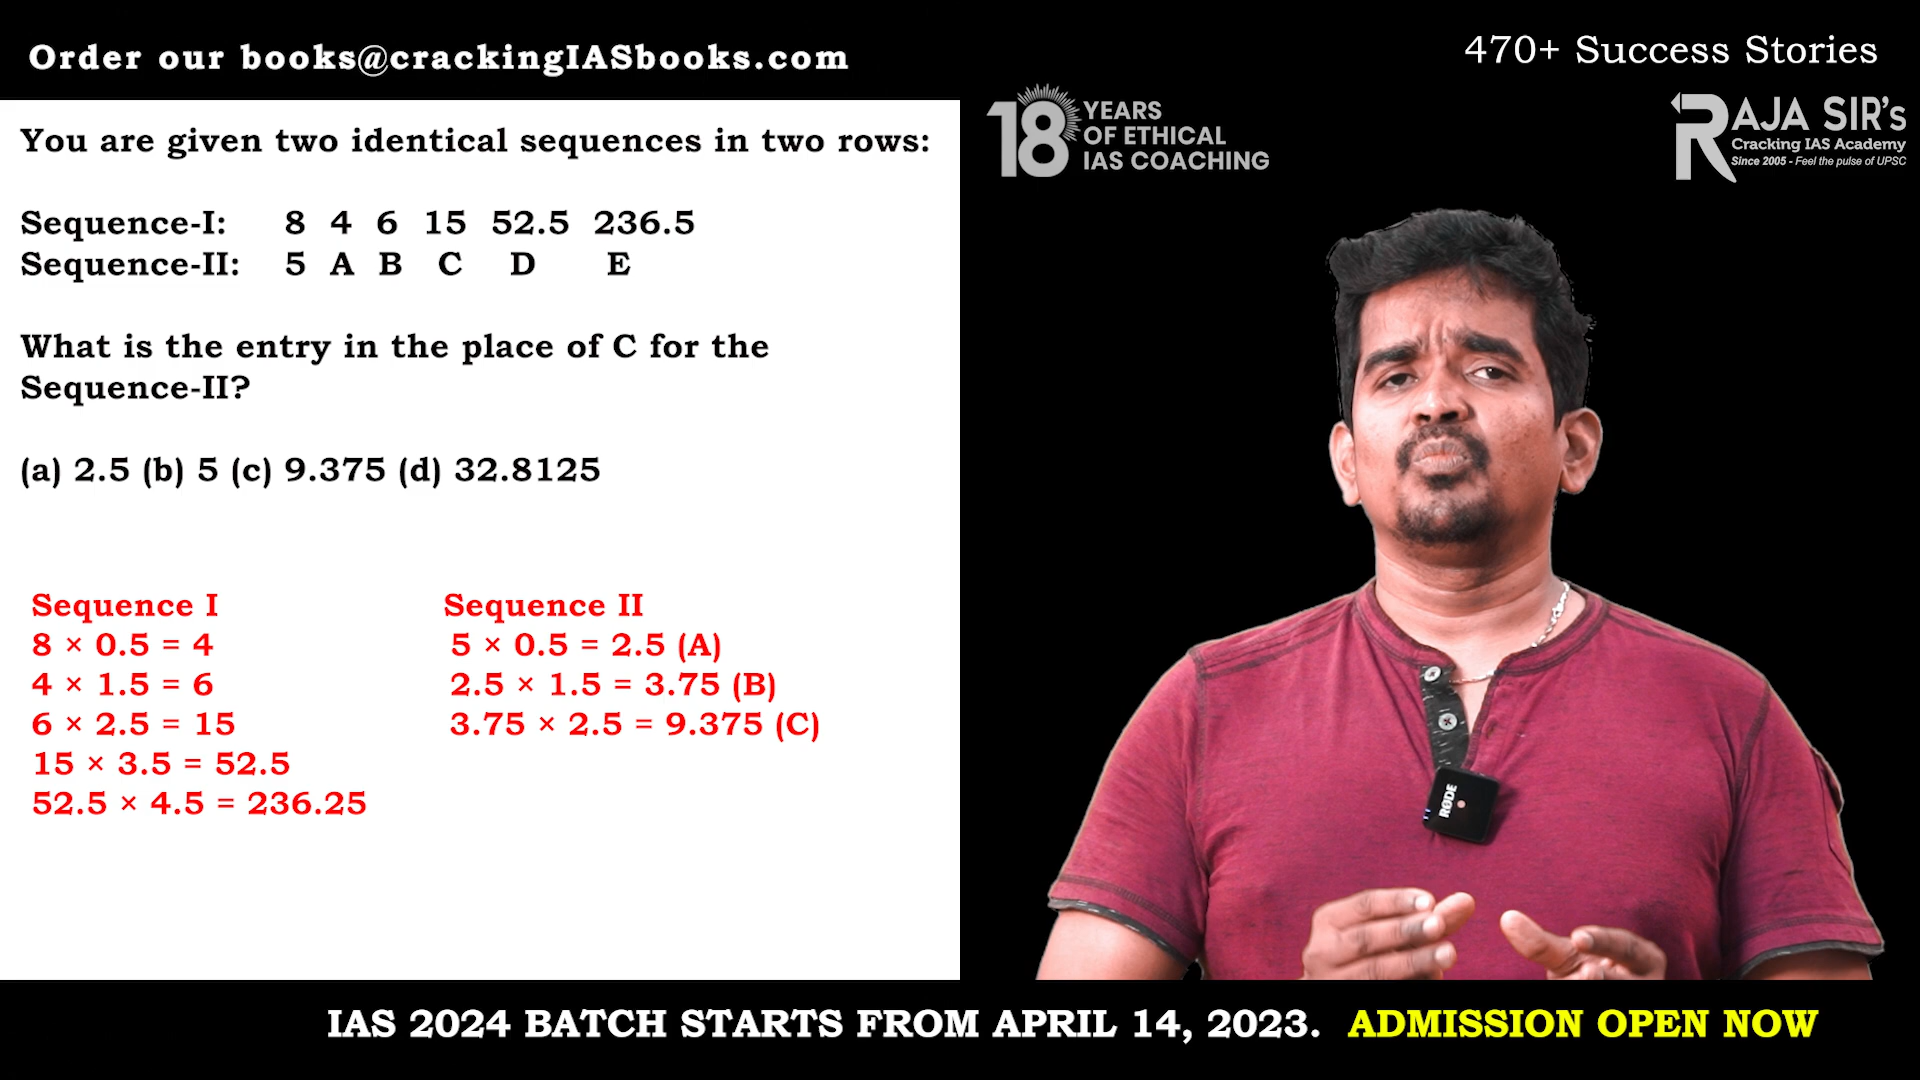 Order our books@crackingIASbooks.com
470+ Success Stories
18 YEARS
OF ETHICAL
IAS COACHING
RAJA SIR's
Cracking IAS Academy
Since 2005 - Feel the pulse of UPSC
You are given two identical sequences in two rows:
Sequence-I: 8 4 6 15 52.5 236.5
Sequence-II: 5 A B C D E
What is the entry in the place of C for the
Sequence-II?
(a) 2.5 (b) 5 (c) 9.375 (d) 32.8125
Sequence I
8 × 0.5 = 4
4 × 1.5 = 6
6 × 2.5 = 15
15 × 3.5 = 52.5
52.5 × 4.5 = 236.25
Sequence II
5 × 0.5 = 2.5 (A)
2.5 × 1.5 = 3.75 (B)
3.75 × 2.5 = 9.375 (C)
RØDE
IAS 2024 BATCH STARTS FROM APRIL 14, 2023. ADMISSION OPEN NOW